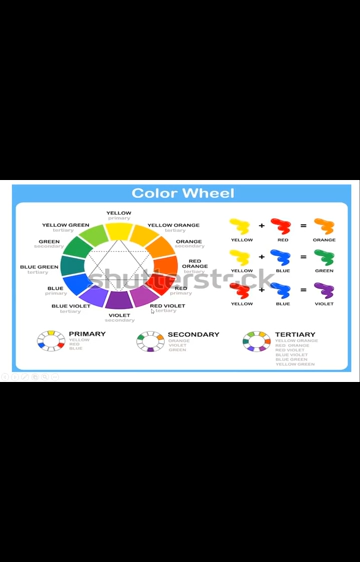 Color Wheel
YELLOW
primary
YELLOW GREEN
tertiary
YELLOW ORANGE
tertiary
GREEN
secondary
ORANGE
secondary
BLUE GREEN
tertiary
RED
ORANGE
tertiary
BLUE
primary
RED
primary
BLUE VIOLET
tertiary
RED VIOLET
tertiary
VIOLET
secondary
shutterstock
YELLOW + RED = ORANGE
YELLOW + BLUE = GREEN
YELLOW + BLUE = VIOLET
PRIMARY
YELLOW
RED
BLUE
SECONDARY
ORANGE
VIOLET
GREEN
TERTIARY
YELLOW ORANGE
RED ORANGE
RED VIOLET
BLUE VIOLET
BLUE GREEN
YELLOW GREEN